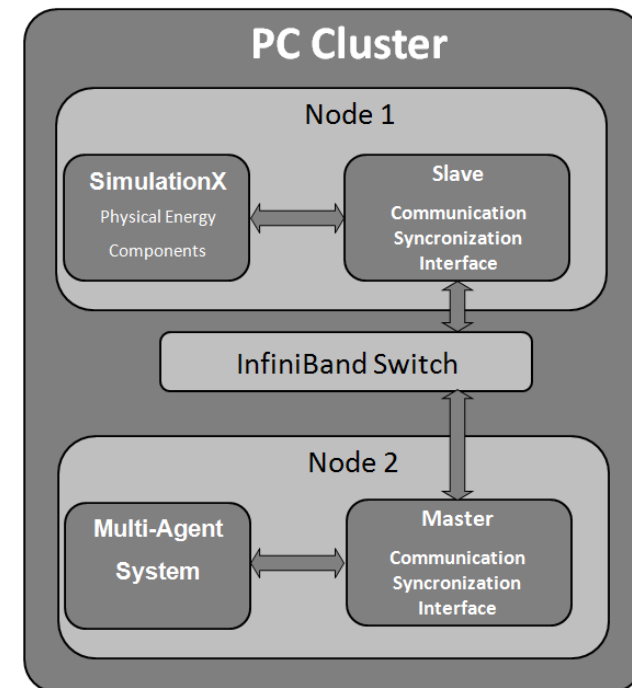 PC Cluster
Node 1
SimulationX
Physical Energy
Components
Slave
Communication
Syncronization
Interface
InfiniBand Switch
Node 2
Multi-Agent
System
Master
Communication
Syncronization
Interface